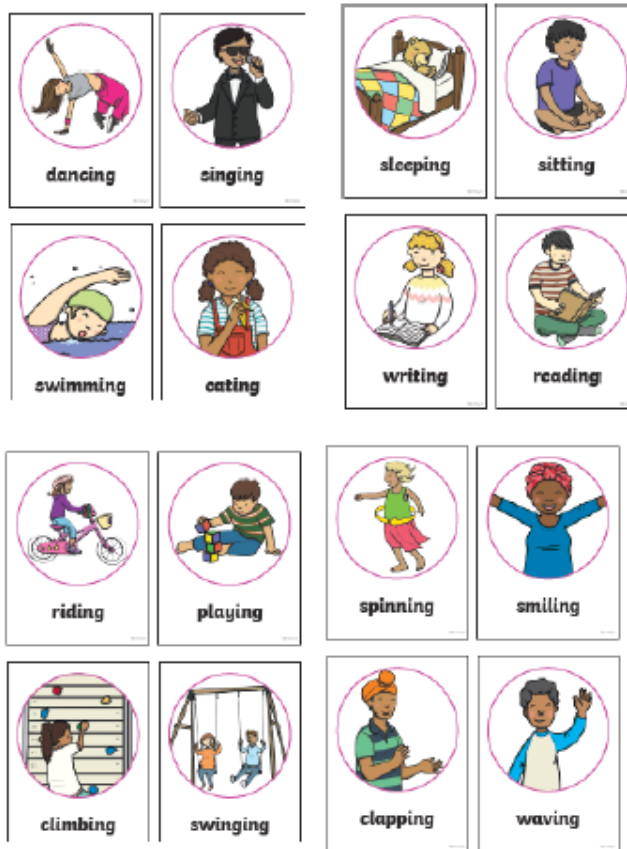 dancing
singing
sleeping
sitting
swimming
eating
writing
reading
riding
playing
spinning
smiling
climbing
swinging
clapping
waving